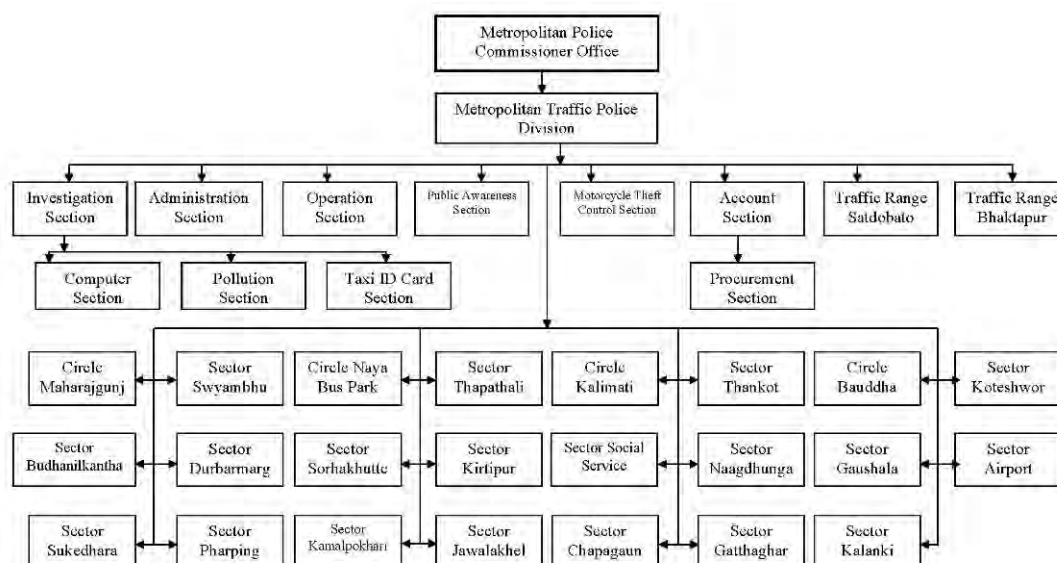 Metropolitan Police
Commissioner Office
Metropolitan Traffic Police
Division
Investigation
Section
Administration
Section
Operation
Section
Public Awareness
Section
Motorcycle Theft
Control Section
Account
Section
Traffic Range
Satdobato
Traffic Range
Bhaktapur
Computer
Section
Pollution
Section
Taxi ID Card
Section
Procurement
Section
Circle
Maharajgunj
Sector
Swyambhu
Circle Naya
Bus Park
Sector
Thapathali
Circle
Kalimati
Sector
Thankot
Circle
Bauddha
Sector
Koteshwor
Sector
Budhanilkantha
Sector
Durbarmarg
Sector
Sorhakhutte
Sector
Kirtipur
Sector Social
Service
Sector
Naagdhunga
Sector
Gaushala
Sector
Airport
Sector
Sukedhara
Sector
Pharping
Sector
Kamalpokhari
Sector
Jawalakhel
Sector
Chapagaun
Sector
Gatthaghar
Sector
Kalanki